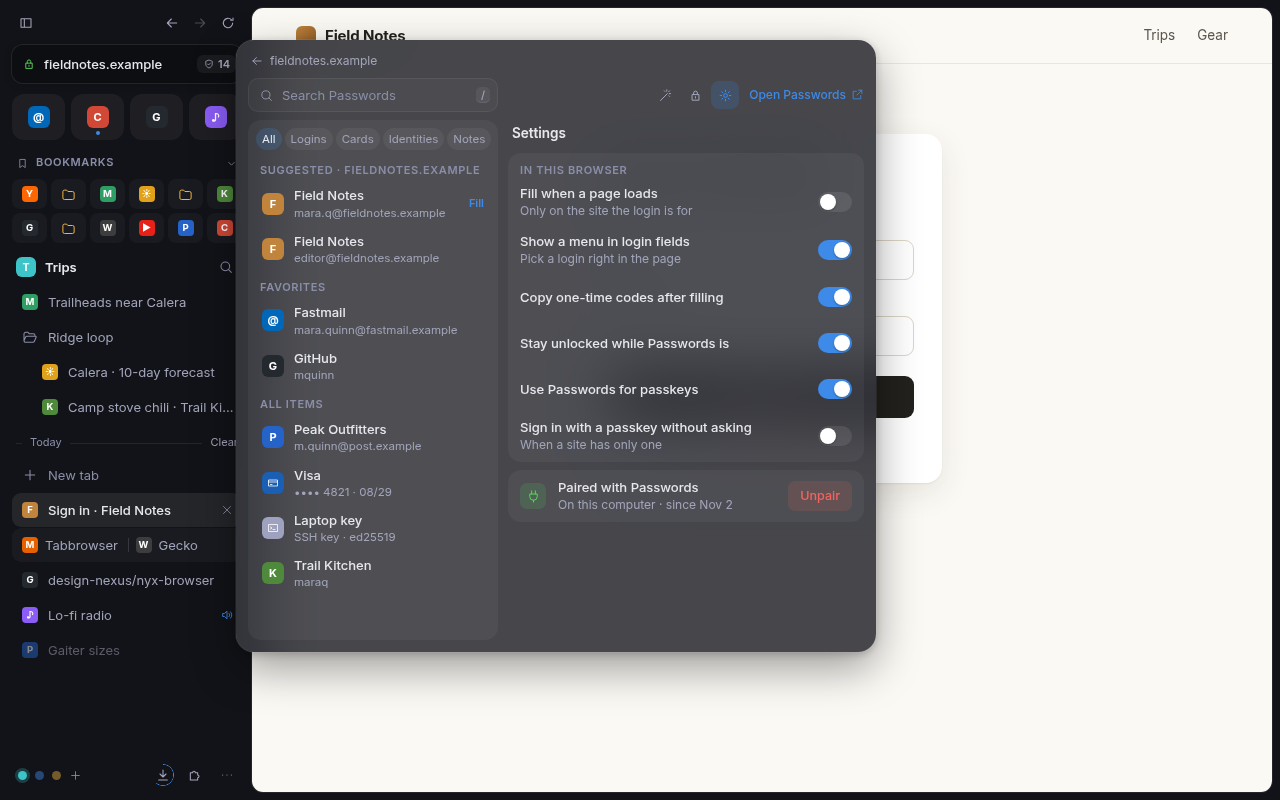 fieldnotes.example
14
@
C
G
BOOKMARKS
Y
M
K
G
W
P
C
T
Trips
M
Trailheads near Calera
Ridge loop
Calera · 10-day forecast
K
Camp stove chili · Trail Ki...
Today
Clear
New tab
F
Sign in · Field Notes
M
Tabbrowser
W
Gecko
G
design-nexus/nyx-browser
Lo-fi radio
P
Gaiter sizes
Field Notes
Trips
Gear
fieldnotes.example
Search Passwords
/
Open Passwords
All
Logins
Cards
Identities
Notes
SUGGESTED · FIELDNOTES.EXAMPLE
F
Field Notes
mara.q@fieldnotes.example
Fill
F
Field Notes
editor@fieldnotes.example
FAVORITES
@
Fastmail
mara.quinn@fastmail.example
G
GitHub
mquinn
ALL ITEMS
P
Peak Outfitters
m.quinn@post.example
Visa
•••• 4821 · 08/29
Laptop key
SSH key · ed25519
K
Trail Kitchen
maraq
Settings
IN THIS BROWSER
Fill when a page loads
Only on the site the login is for
Show a menu in login fields
Pick a login right in the page
Copy one-time codes after filling
Stay unlocked while Passwords is
Use Passwords for passkeys
Sign in with a passkey without asking
When a site has only one
Paired with Passwords
On this computer · since Nov 2
Unpair